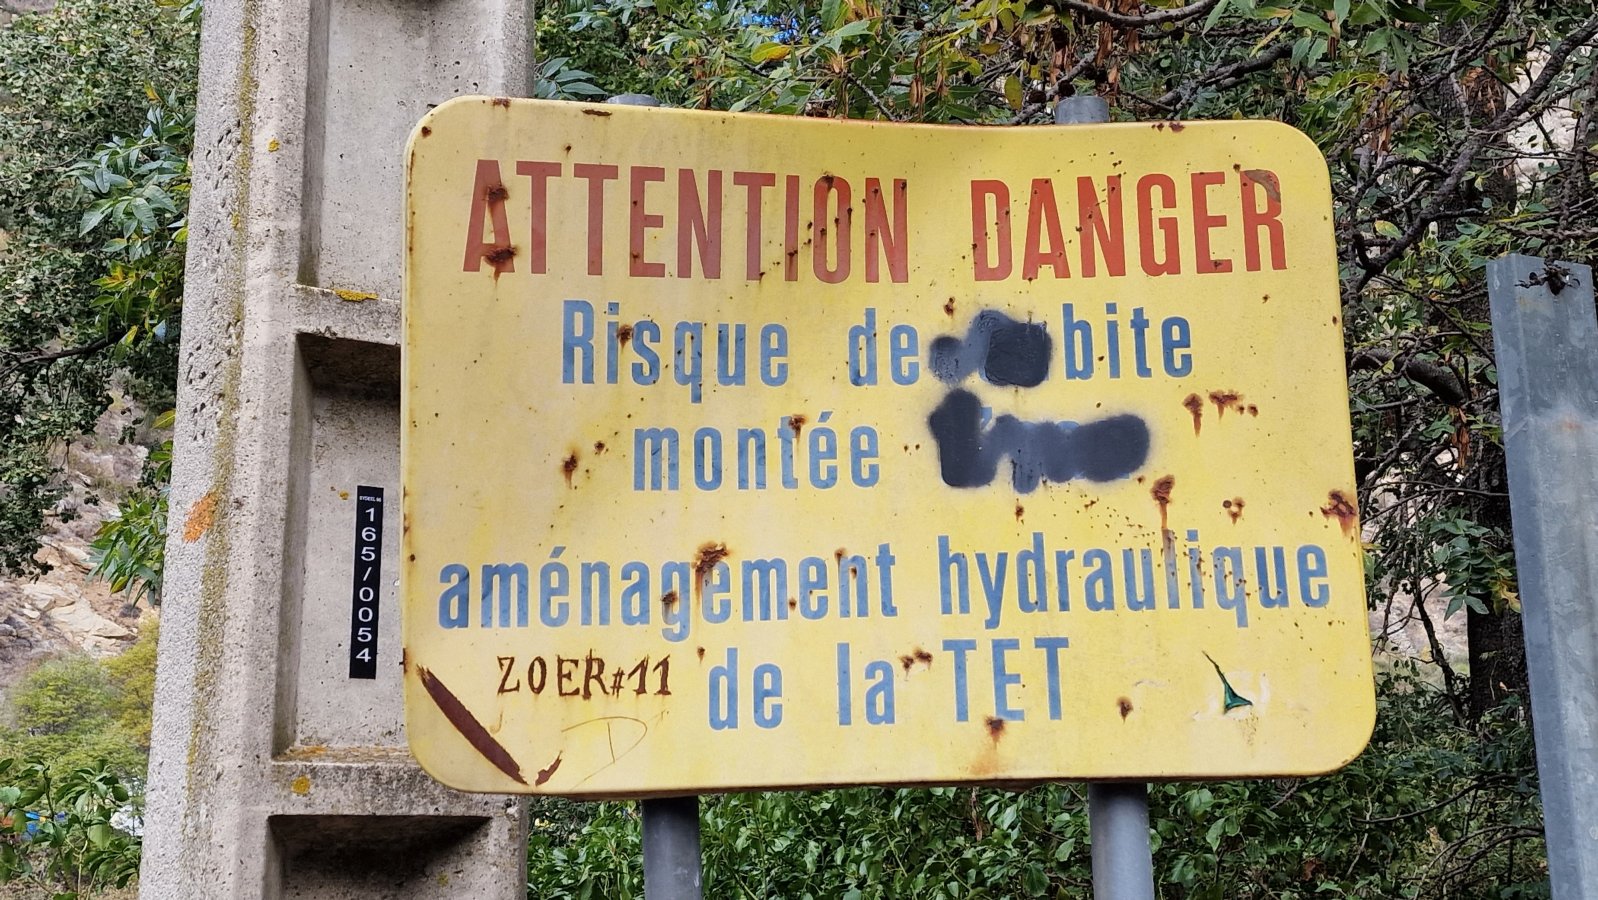 ATTENTION DANGER
Risque de bite
montée
aménagement hydraulique
de la TET
ZOER#11
D
165/0054